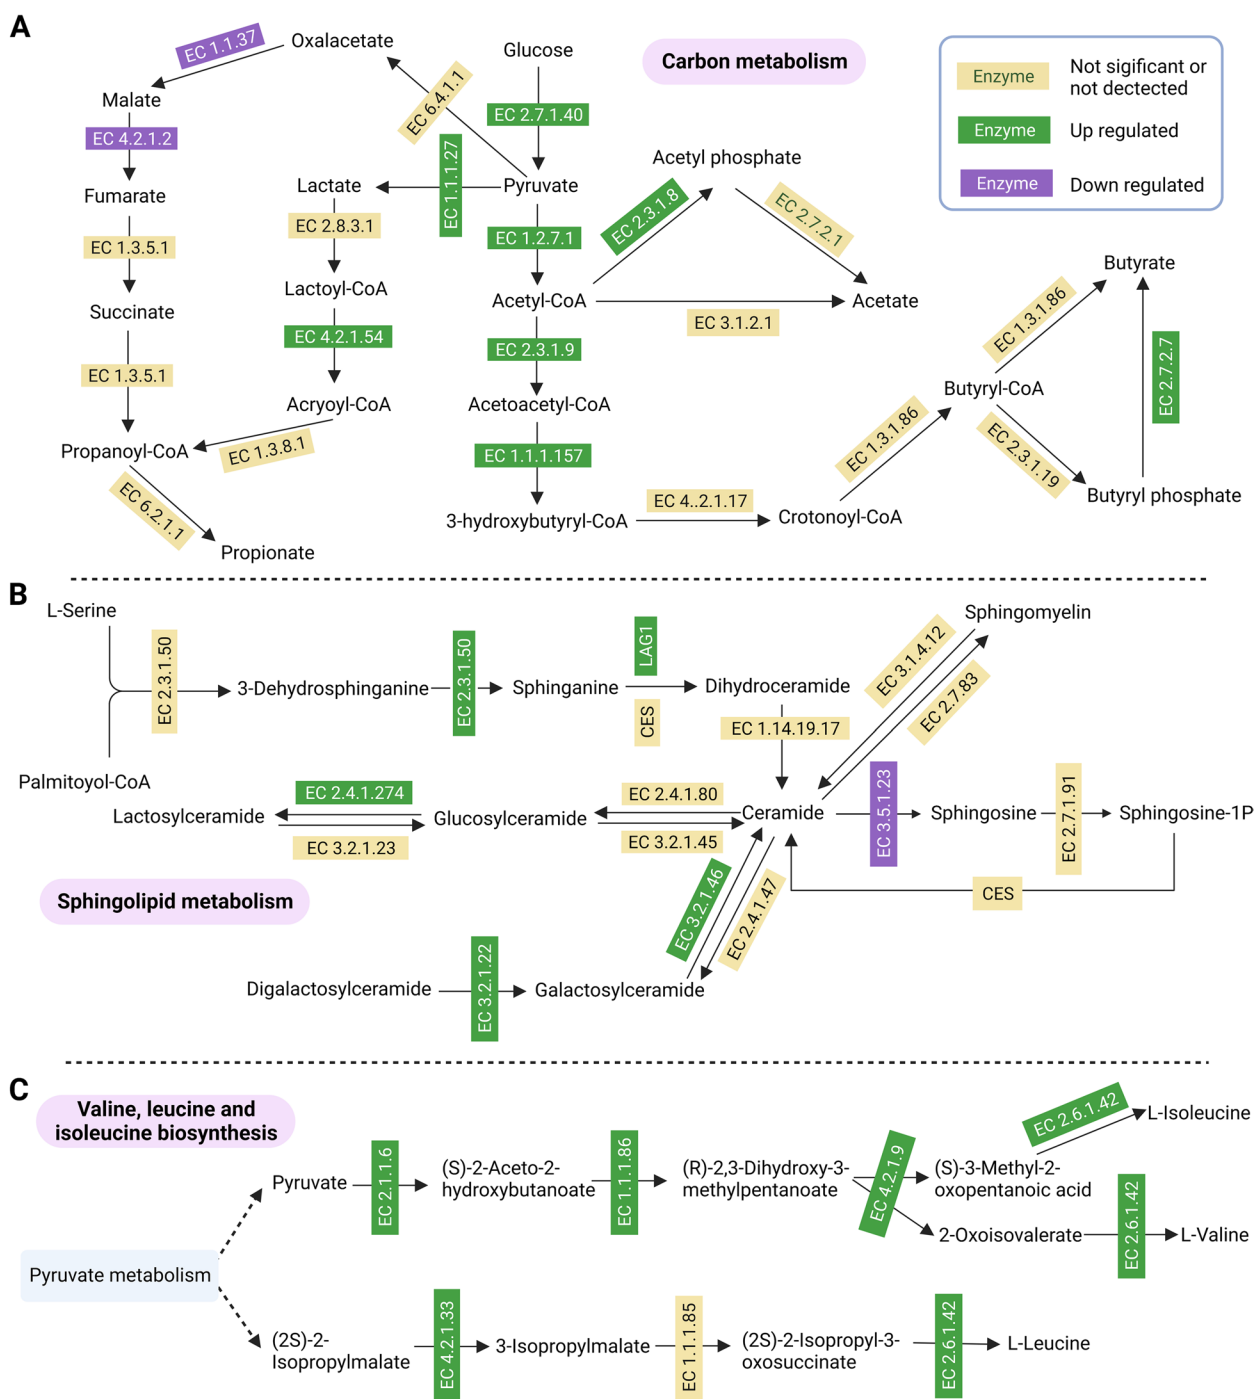 A
Carbon metabolism
Enzyme
Not sigificant or
not dectected
Enzyme
Up regulated
Enzyme
Down regulated
Glucose
EC 2.7.1.40
Oxalacetate
EC 1.1.37
EC 6.4.1.1
Malate
EC 4.2.1.2
Fumarate
EC 1.3.5.1
Succinate
EC 1.3.5.1
Propanoyl-CoA
EC 6.2.1.1
Propionate
Lactate
EC 1.1.1.27
Pyruvate
EC 2.8.3.1
Lactoyl-CoA
EC 4.2.1.54
Acryoyl-CoA
EC 1.3.8.1
EC 1.2.7.1
Acetyl-CoA
EC 2.3.1.8
Acetyl phosphate
EC 2.7.2.1
EC 3.1.2.1
Acetate
EC 2.3.1.9
Acetoacetyl-CoA
EC 1.1.1.157
3-hydroxybutyryl-CoA
EC 4..2.1.17
Crotonoyl-CoA
EC 1.3.1.86
Butyryl-CoA
EC 1.3.1.86
Butyrate
EC 2.3.1.19
Butyryl phosphate
EC 2.7.2.7
B
L-Serine
Palmitoyol-CoA
EC 2.3.1.50
3-Dehydrosphinganine
EC 2.3.1.50
Sphinganine
LAG1
CES
Dihydroceramide
EC 1.14.19.17
Sphingomyelin
EC 3.1.4.12
EC 2.7.83
Lactosylceramide
EC 2.4.1.274
EC 3.2.1.23
Glucosylceramide
EC 2.4.1.80
EC 3.2.1.45
Ceramide
EC 3.5.1.23
Sphingosine
EC 2.7.1.91
Sphingosine-1P
CES
Sphingolipid metabolism
EC 3.2.1.46
EC 2.4.1.47
Digalactosylceramide
EC 3.2.1.22
Galactosylceramide
C
Valine, leucine and
isoleucine biosynthesis
Pyruvate metabolism
Pyruvate
EC 2.1.1.6
(S)-2-Aceto-2-
hydroxybutanoate
EC 1.1.1.86
(R)-2,3-Dihydroxy-3-
methylpentanoate
EC 4.2.1.9
(S)-3-Methyl-2-
oxopentanoic acid
EC 2.6.1.42
L-Isoleucine
2-Oxoisovalerate
EC 2.6.1.42
L-Valine
(2S)-2-
Isopropylmalate
EC 4.2.1.33
3-Isopropylmalate
EC 1.1.1.85
(2S)-2-Isopropyl-3-
oxosuccinate
EC 2.6.1.42
L-Leucine